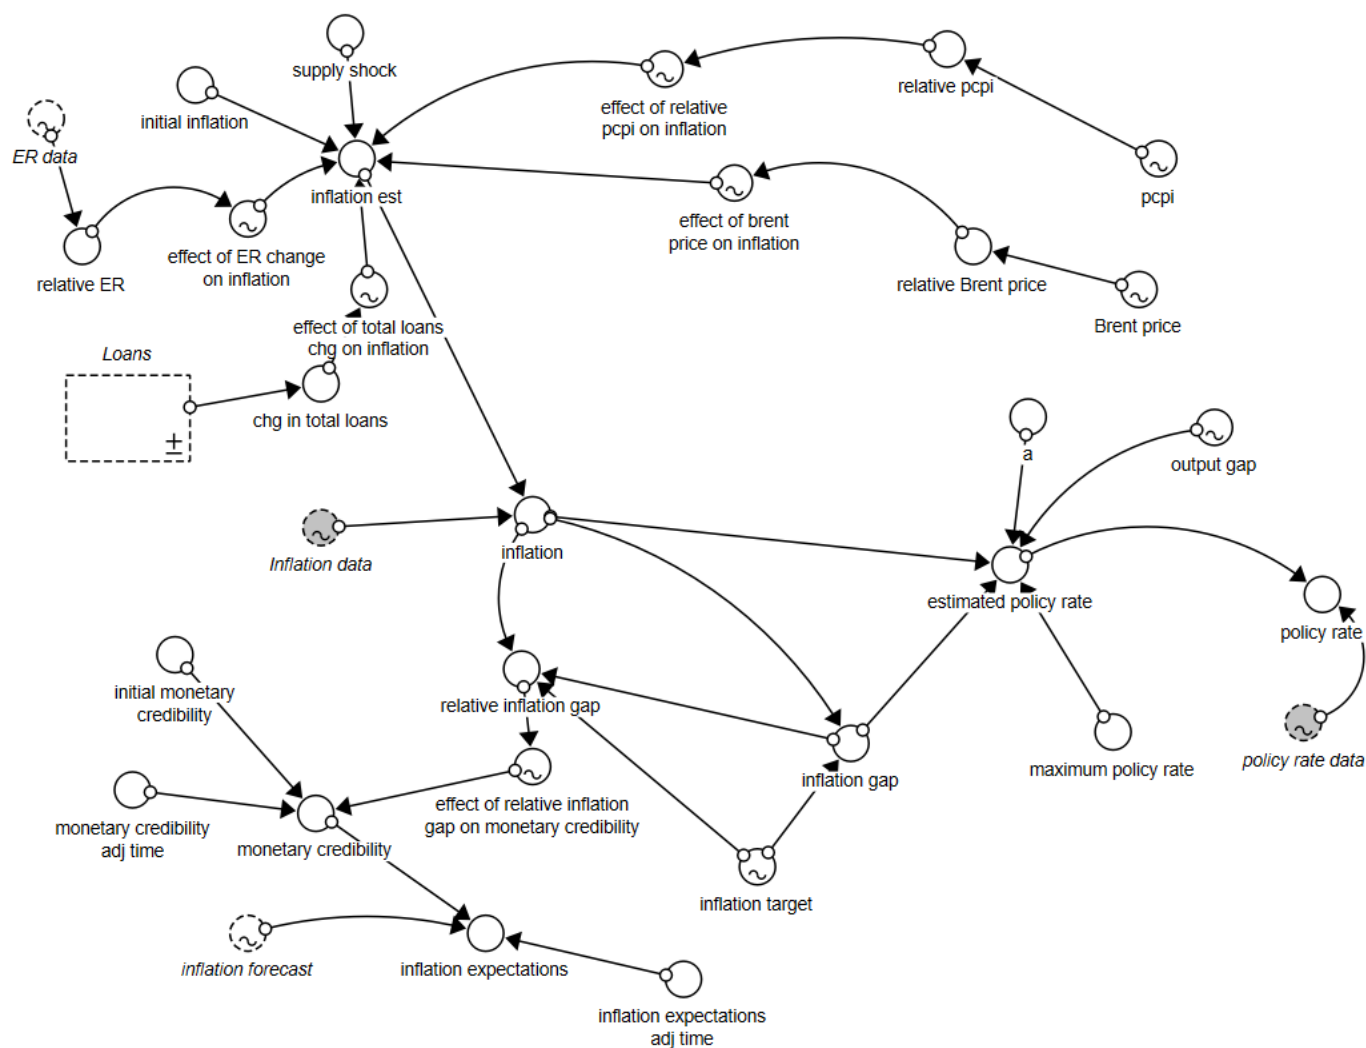 supply shock
initial inflation
ER data
effect of relative
pcpi on inflation
relative pcpi
pcpi
inflation est
effect of ER change
on inflation
relative ER
effect of brent
price on inflation
relative Brent price
Brent price
effect of total loans
chg on inflation
Loans
chg in total loans
a
output gap
Inflation data
inflation
estimated policy rate
policy rate
initial monetary
credibility
relative inflation gap
inflation gap
maximum policy rate
policy rate data
monetary credibility
adj time
monetary credibility
effect of relative inflation
gap on monetary credibility
inflation target
inflation forecast
inflation expectations
inflation expectations
adj time